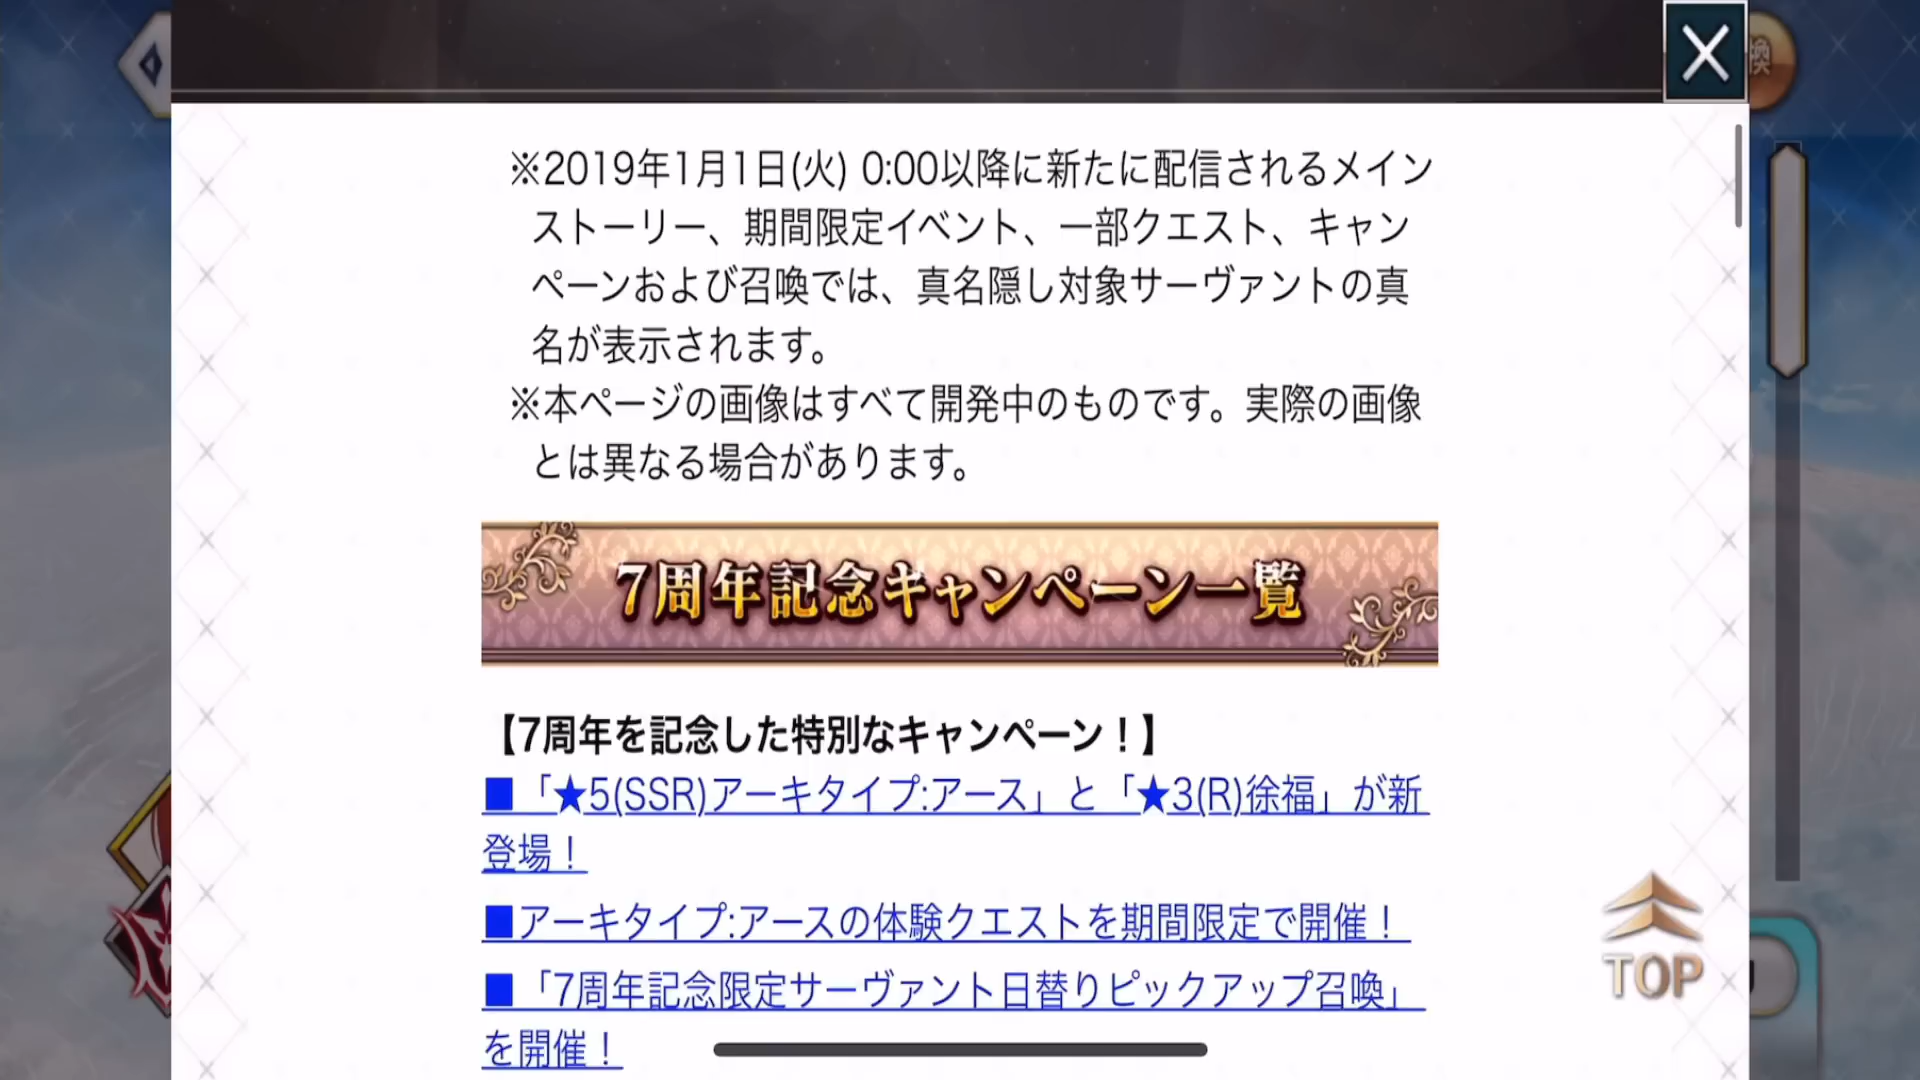 換
※2019年1月1日(火) 0:00以降に新たに配信されるメイン
ストーリー、期間限定イベント、一部クエスト、キャン
ペーンおよび召喚では、真名隠し対象サーヴァントの真
名が表示されます。
※本ページの画像はすべて開発中のものです。実際の画像
とは異なる場合があります。
7周年記念キャンペーン一覧
【7周年を記念した特別なキャンペーン！】
■「★5(SSR)アーキタイプ:アース」と「★3(R)徐福」が新
登場！
■アーキタイプ:アースの体験クエストを期間限定で開催！
■「7周年記念限定サーヴァント日替りピックアップ召喚」
を開催！
TOP